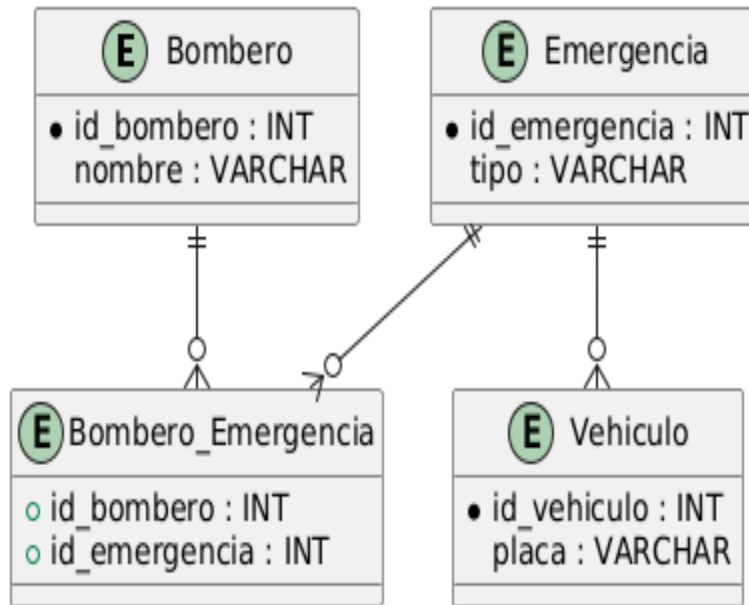 E Bombero
id_bombero : INT
nombre : VARCHAR
E Emergencia
id_emergencia : INT
tipo : VARCHAR
E Bombero_Emergencia
id_bombero : INT
id_emergencia : INT
E Vehiculo
id_vehiculo : INT
placa : VARCHAR